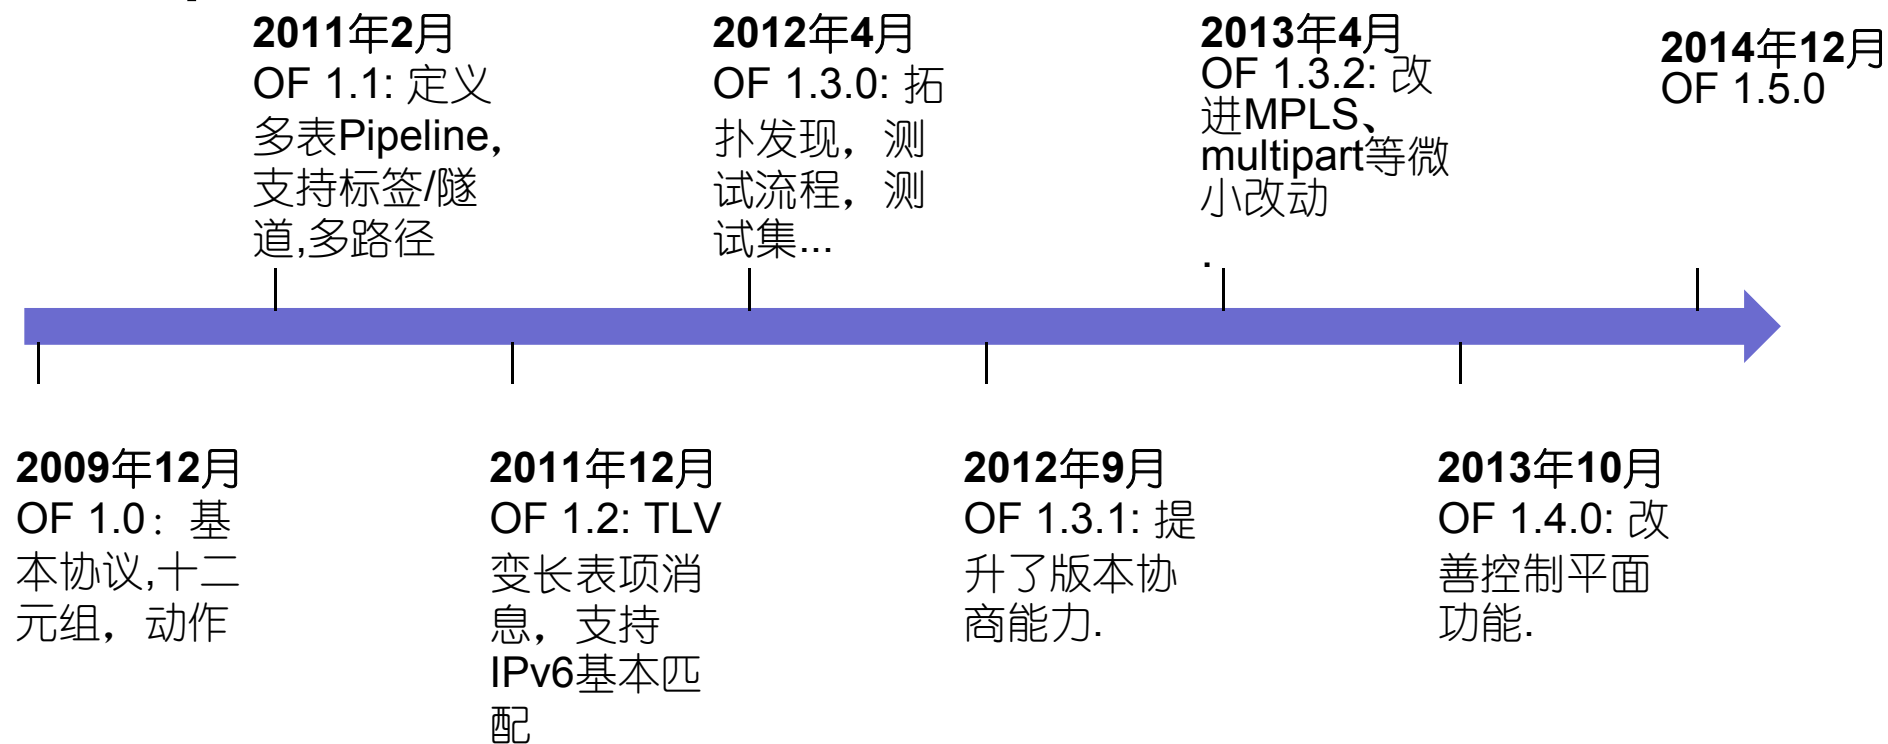 2011年2月
OF 1.1: 定义
多表Pipeline，
支持标签/隧
道,多路径
2012年4月
OF 1.3.0: 拓
扑发现，测
试流程，测
试集...
2013年4月
OF 1.3.2: 改
进MPLS、
multipart等微
小改动
.
2014年12月
OF 1.5.0
2009年12月
OF 1.0：基
本协议,十二
元组，动作
2011年12月
OF 1.2: TLV
变长表项消
息，支持
IPv6基本匹
配
2012年9月
OF 1.3.1: 提
升了版本协
商能力.
2013年10月
OF 1.4.0: 改
善控制平面
功能.